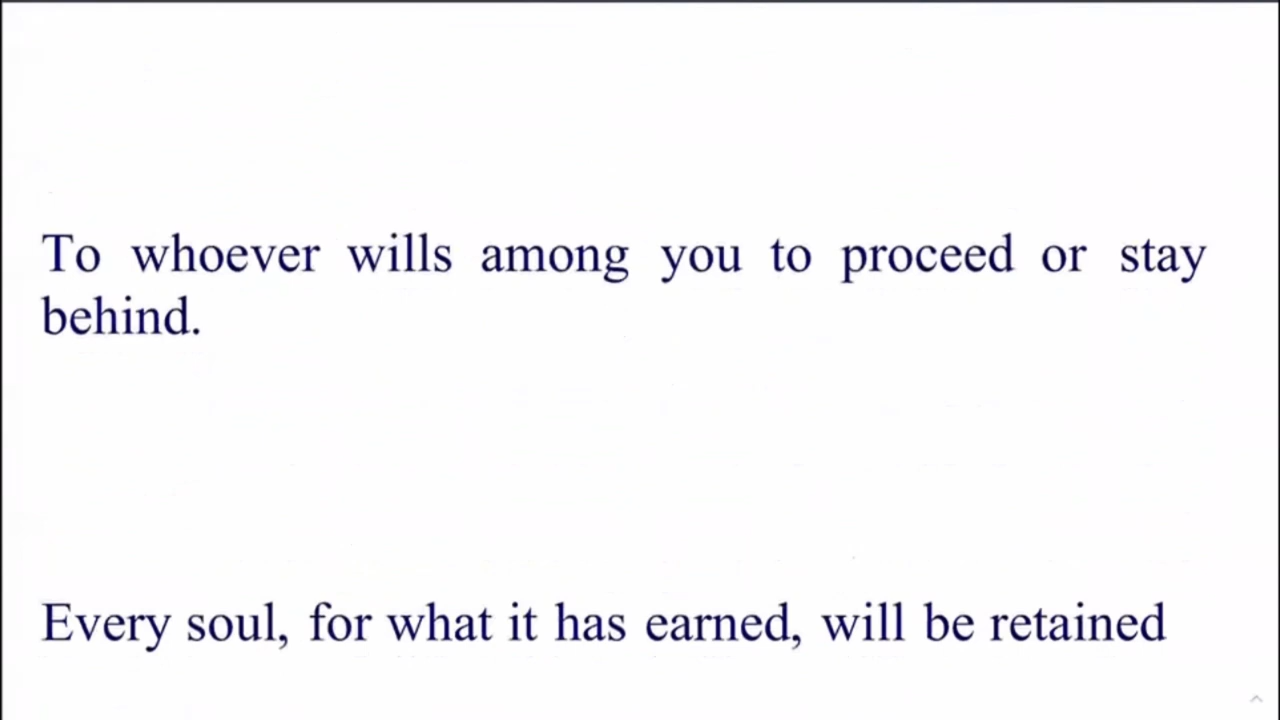 To whoever wills among you to proceed or stay
behind.
Every soul, for what it has earned, will be retained